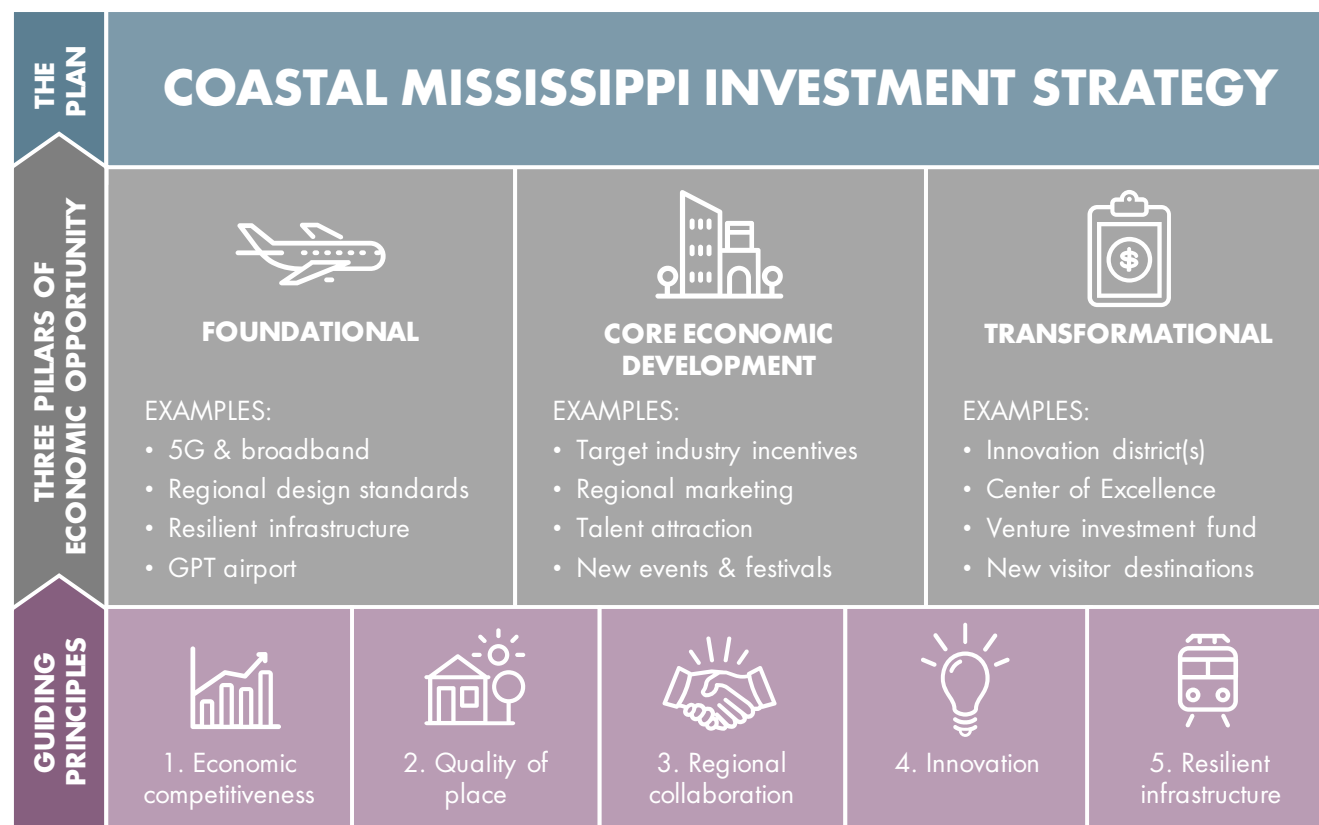 THE
PLAN
COASTAL MISSISSIPPI INVESTMENT STRATEGY
THREE PILLARS OF
ECONOMIC OPPORTUNITY
FOUNDATIONAL
EXAMPLES:
• 5G & broadband
• Regional design standards
• Resilient infrastructure
• GPT airport
CORE ECONOMIC
DEVELOPMENT
EXAMPLES:
• Target industry incentives
• Regional marketing
• Talent attraction
• New events & festivals
$
TRANSFORMATIONAL
EXAMPLES:
• Innovation district(s)
• Center of Excellence
• Venture investment fund
• New visitor destinations
GUIDING
PRINCIPLES
1. Economic
competitiveness
2. Quality of
place
3. Regional
collaboration
4. Innovation
5. Resilient
infrastructure